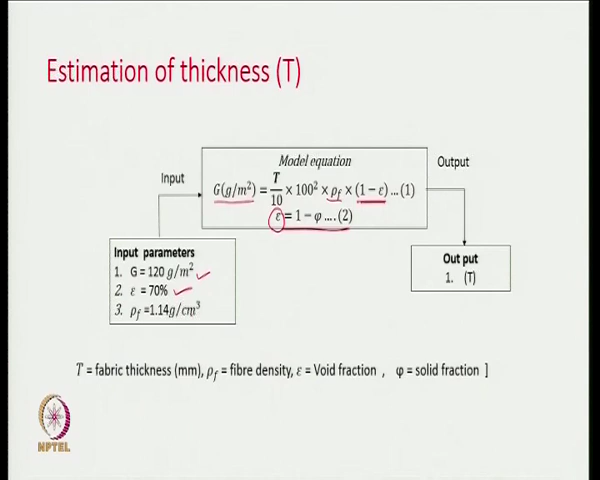 Estimation of thickness (T)
Model equation
Input
Output
G(g/m²) = T/10 × 100² × ρf × (1 − ε) ...(1)
ε = 1 − φ ....(2)
Input parameters
1. G = 120 g/m²
2. ε = 70%
3. ρf =1.14g/cm³
Out put
1. (T)
T = fabric thickness (mm), ρf = fibre density, ε = Void fraction , φ = solid fraction ]
NPTEL